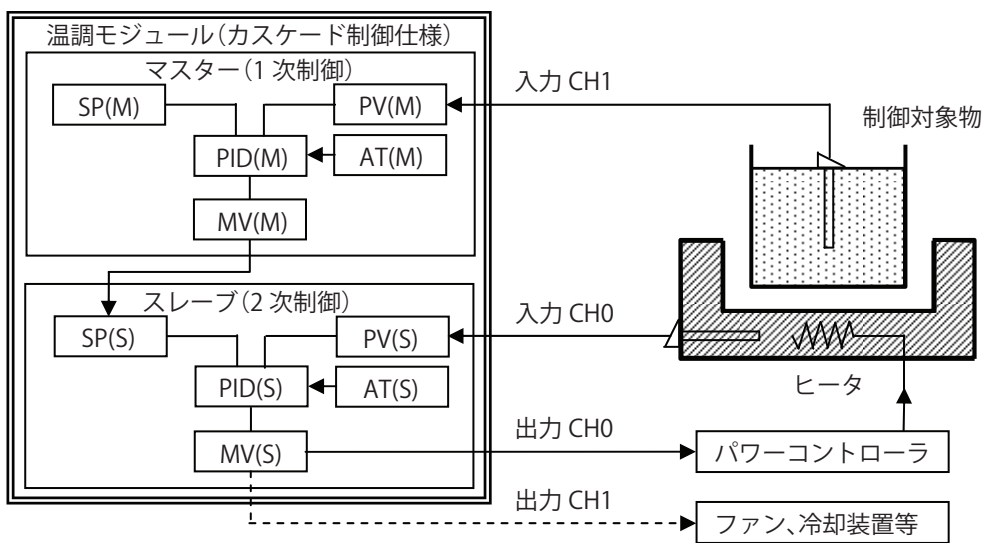 温調モジュール(カスケード制御仕様)
マスター(1次制御)
SP(M)
PV(M)
PID(M)
AT(M)
MV(M)
入力 CH1
制御対象物
スレーブ(2次制御)
SP(S)
PV(S)
PID(S)
AT(S)
MV(S)
入力 CH0
ヒータ
出力 CH0
パワーコントローラ
出力 CH1
ファン、冷却装置等